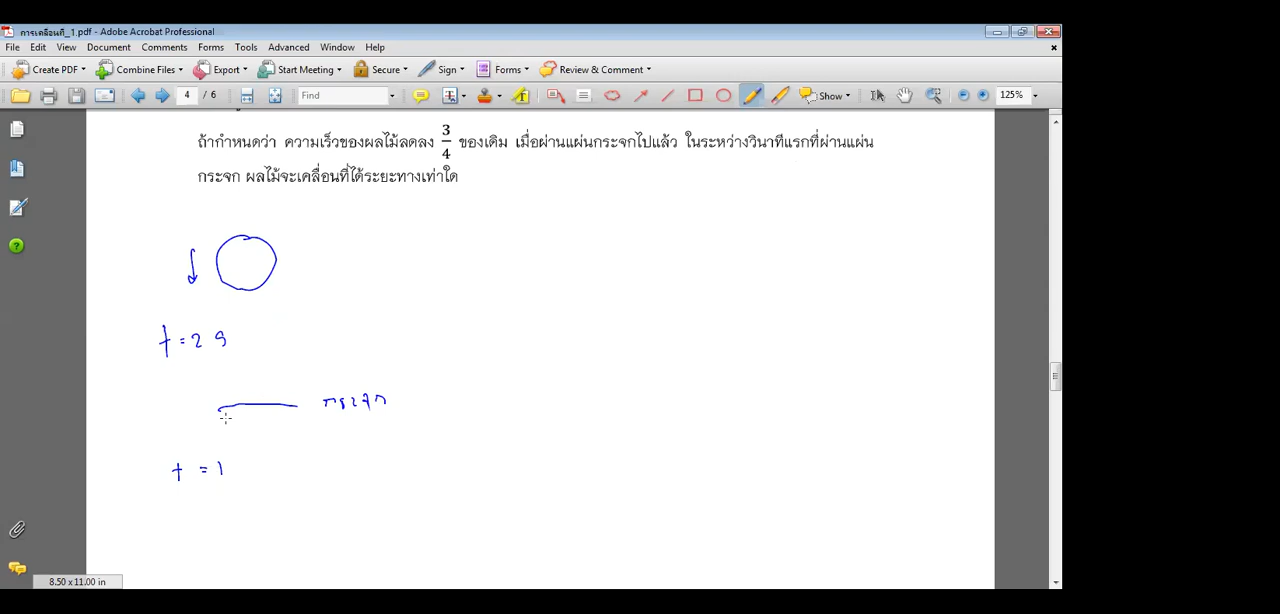 การเคลื่อนที่_1.pdf - Adobe Acrobat Professional
File Edit View Document Comments Forms Tools Advanced Window Help
Create PDF Combine Files Export Start Meeting Secure Sign Forms Review & Comment
4 / 6 Find Show 125%
ถ้ากำหนดว่า ความเร็วของผลไม้ลดลง 3/4 ของเดิม เมื่อผ่านแผ่นกระจกไปแล้ว ในระหว่างวินาทีแรกที่ผ่านแผ่น
กระจก ผลไม้จะเคลื่อนที่ได้ระยะทางเท่าใด
t = 2 s
กระจก
t = 1
8.50 x 11.00 in